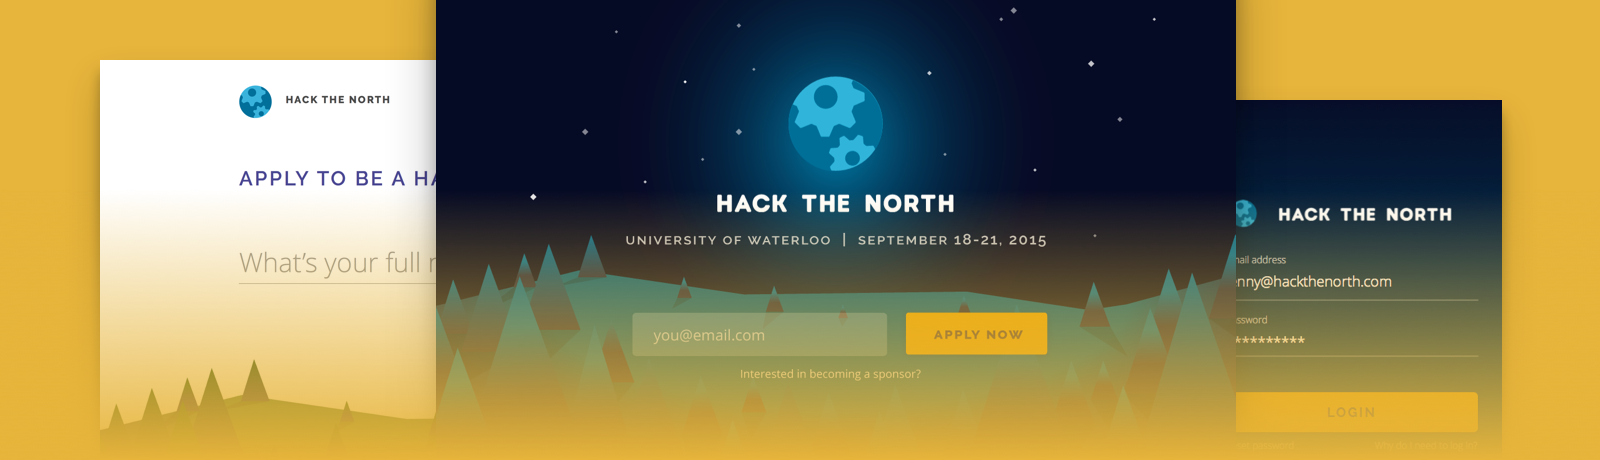 HACK THE NORTH
APPLY TO BE A HA
What's your full
HACK THE NORTH
UNIVERSITY OF WATERLOO | SEPTEMBER 18-21, 2015
you@email.com
APPLY NOW
Interested in becoming a sponsor?
HACK THE NORTH
ail address
nny@hackthenorth.com
ssword
**********
LOGIN